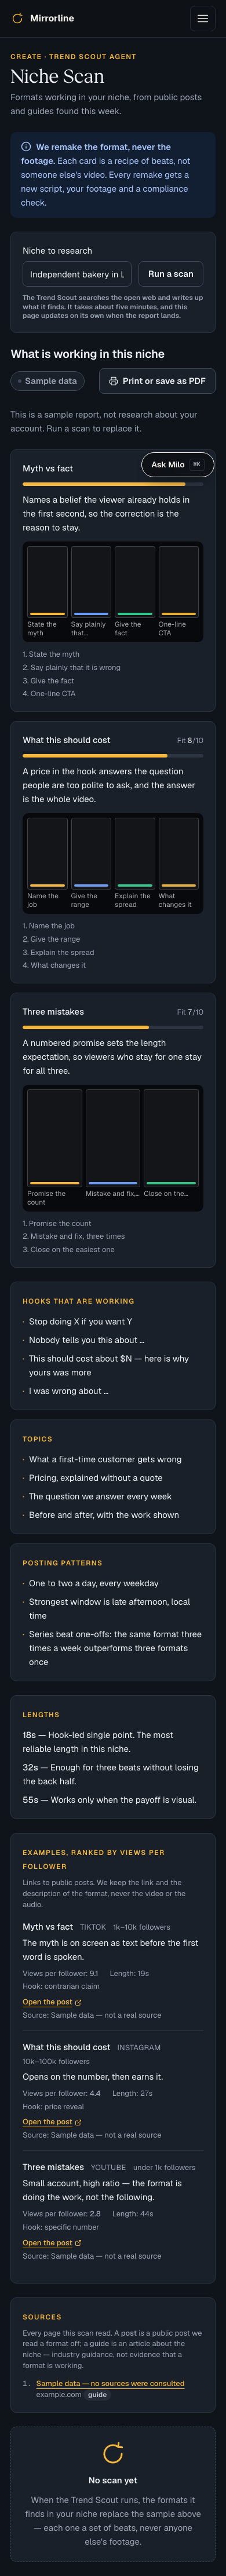 Mirrorline
CREATE · TREND SCOUT AGENT
Niche Scan
Formats working in your niche, from public posts
and guides found this week.
We remake the format, never the
footage. Each card is a recipe of beats, not
someone else's video. Every remake gets a
new script, your footage and a compliance
check.
Niche to research
Independent bakery in L
Run a scan
The Trend Scout searches the open web and writes up
what it finds. It takes about five minutes, and this
page updates on its own when the report lands.
What is working in this niche
Sample data
Print or save as PDF
This is a sample report, not research about your
account. Run a scan to replace it.
Myth vs fact
Ask Milo ⌘K
Names a belief the viewer already holds in
the first second, so the correction is the
reason to stay.
State the
myth
Say plainly
that…
Give the
fact
One-line
CTA
1. State the myth
2. Say plainly that it is wrong
3. Give the fact
4. One-line CTA
What this should cost
Fit 8/10
A price in the hook answers the question
people are too polite to ask, and the answer
is the whole video.
Name the
job
Give the
range
Explain the
spread
What
changes it
1. Name the job
2. Give the range
3. Explain the spread
4. What changes it
Three mistakes
Fit 7/10
A numbered promise sets the length
expectation, so viewers who stay for one stay
for all three.
Promise the
count
Mistake and fix,…
Close on the…
1. Promise the count
2. Mistake and fix, three times
3. Close on the easiest one
HOOKS THAT ARE WORKING
· Stop doing X if you want Y
· Nobody tells you this about …
· This should cost about $N — here is why
yours was more
· I was wrong about …
TOPICS
· What a first-time customer gets wrong
· Pricing, explained without a quote
· The question we answer every week
· Before and after, with the work shown
POSTING PATTERNS
· One to two a day, every weekday
· Strongest window is late afternoon, local
time
· Series beat one-offs: the same format three
times a week outperforms three formats
once
LENGTHS
18s — Hook-led single point. The most
reliable length in this niche.
32s — Enough for three beats without losing
the back half.
55s — Works only when the payoff is visual.
EXAMPLES, RANKED BY VIEWS PER
FOLLOWER
Links to public posts. We keep the link and the
description of the format, never the video or the
audio.
Myth vs fact TIKTOK 1k–10k followers
The myth is on screen as text before the first
word is spoken.
Views per follower: 9.1 Length: 19s
Hook: contrarian claim
Open the post
Source: Sample data — not a real source
What this should cost INSTAGRAM
10k–100k followers
Opens on the number, then earns it.
Views per follower: 4.4 Length: 27s
Hook: price reveal
Open the post
Source: Sample data — not a real source
Three mistakes YOUTUBE under 1k followers
Small account, high ratio — the format is
doing the work, not the following.
Views per follower: 2.8 Length: 44s
Hook: specific number
Open the post
Source: Sample data — not a real source
SOURCES
Every page this scan read. A post is a public post we
read a format off; a guide is an article about the
niche — industry guidance, not evidence that a
format is working.
1. Sample data — no sources were consulted
example.com guide
No scan yet
When the Trend Scout runs, the formats it
finds in your niche replace the sample above
— each one a set of beats, never anyone
else's footage.